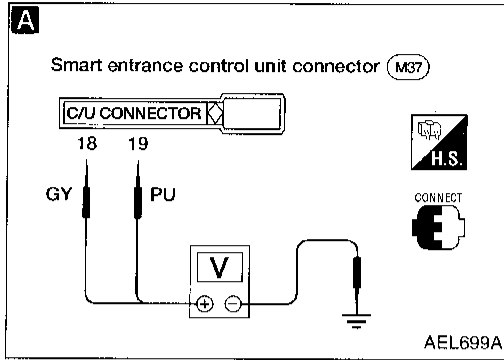 A
Smart entrance control unit connector (M37)
C/U CONNECTOR
18 19
GY PU
H.S.
CONNECT
V
+ -
AEL699A